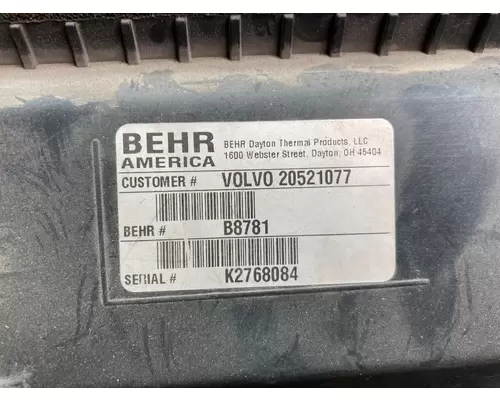 BEHR
AMERICA
BEHR Dayton Thermal Products, LLC
1600 Webster Street, Dayton, OH 45404
CUSTOMER # VOLVO 20521077
BEHR # B8781
SERIAL # K2768084